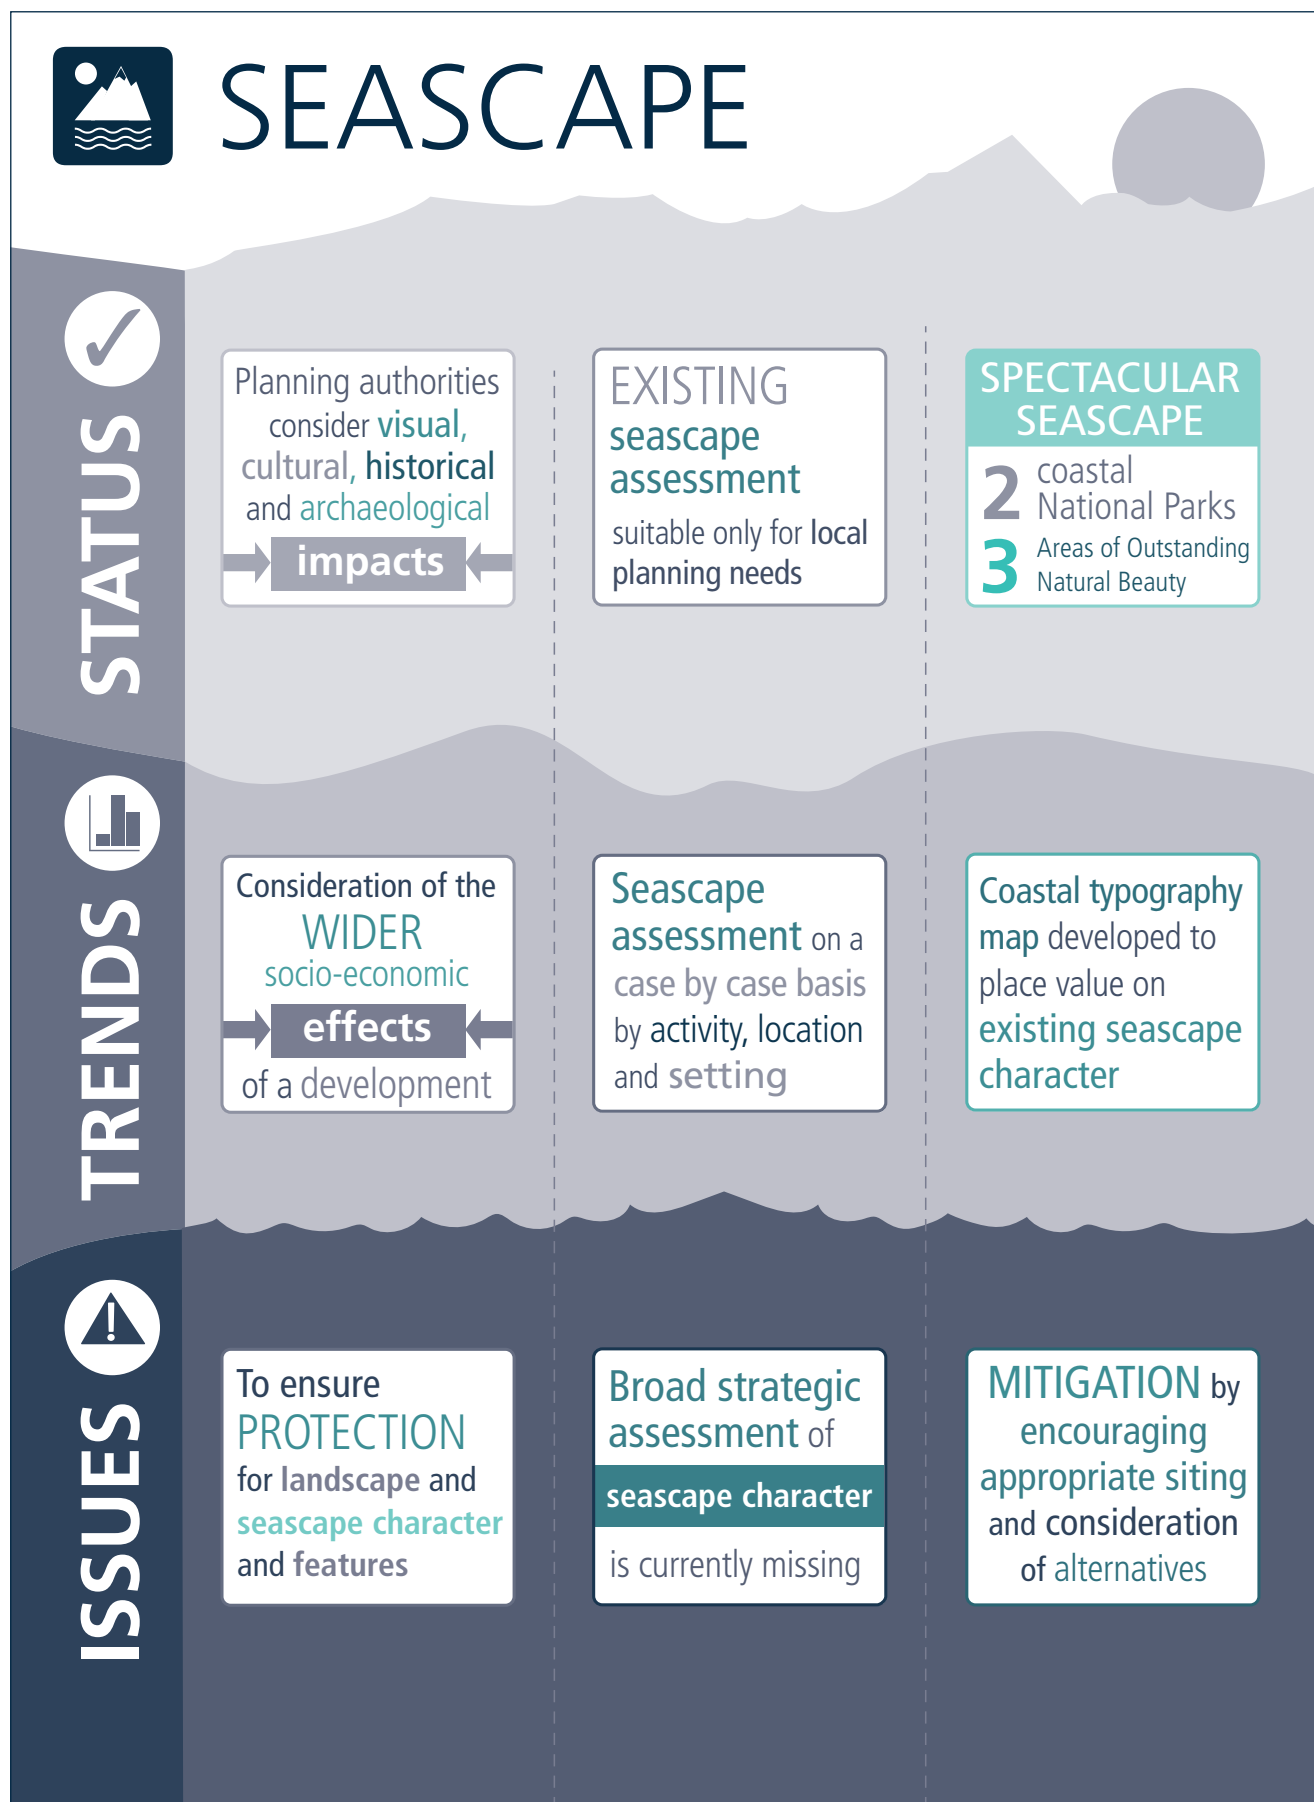 SEASCAPE
STATUS
Planning authorities
consider visual,
cultural, historical
and archaeological
impacts
EXISTING
seascape
assessment
suitable only for local
planning needs
SPECTACULAR
SEASCAPE
2 coastal
National Parks
3 Areas of Outstanding
Natural Beauty
TRENDS
Consideration of the
WIDER
socio-economic
effects
of a development
Seascape
assessment on a
case by case basis
by activity, location
and setting
Coastal typography
map developed to
place value on
existing seascape
character
ISSUES
To ensure
PROTECTION
for landscape and
seascape character
and features
Broad strategic
assessment of
seascape character
is currently missing
MITIGATION by
encouraging
appropriate siting
and consideration
of alternatives